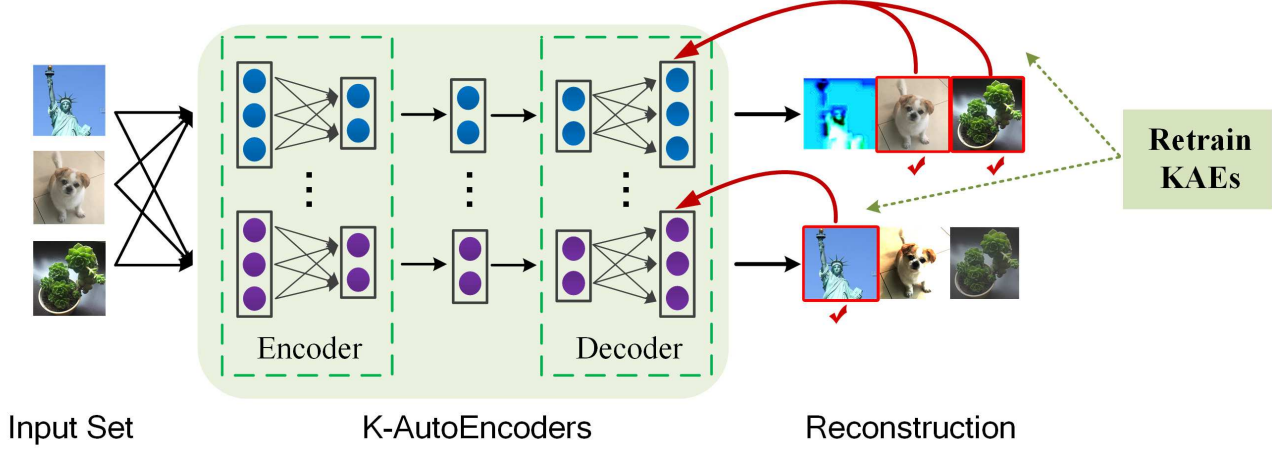 Retrain
KAEs
Encoder
Decoder
Input Set
K-AutoEncoders
Reconstruction